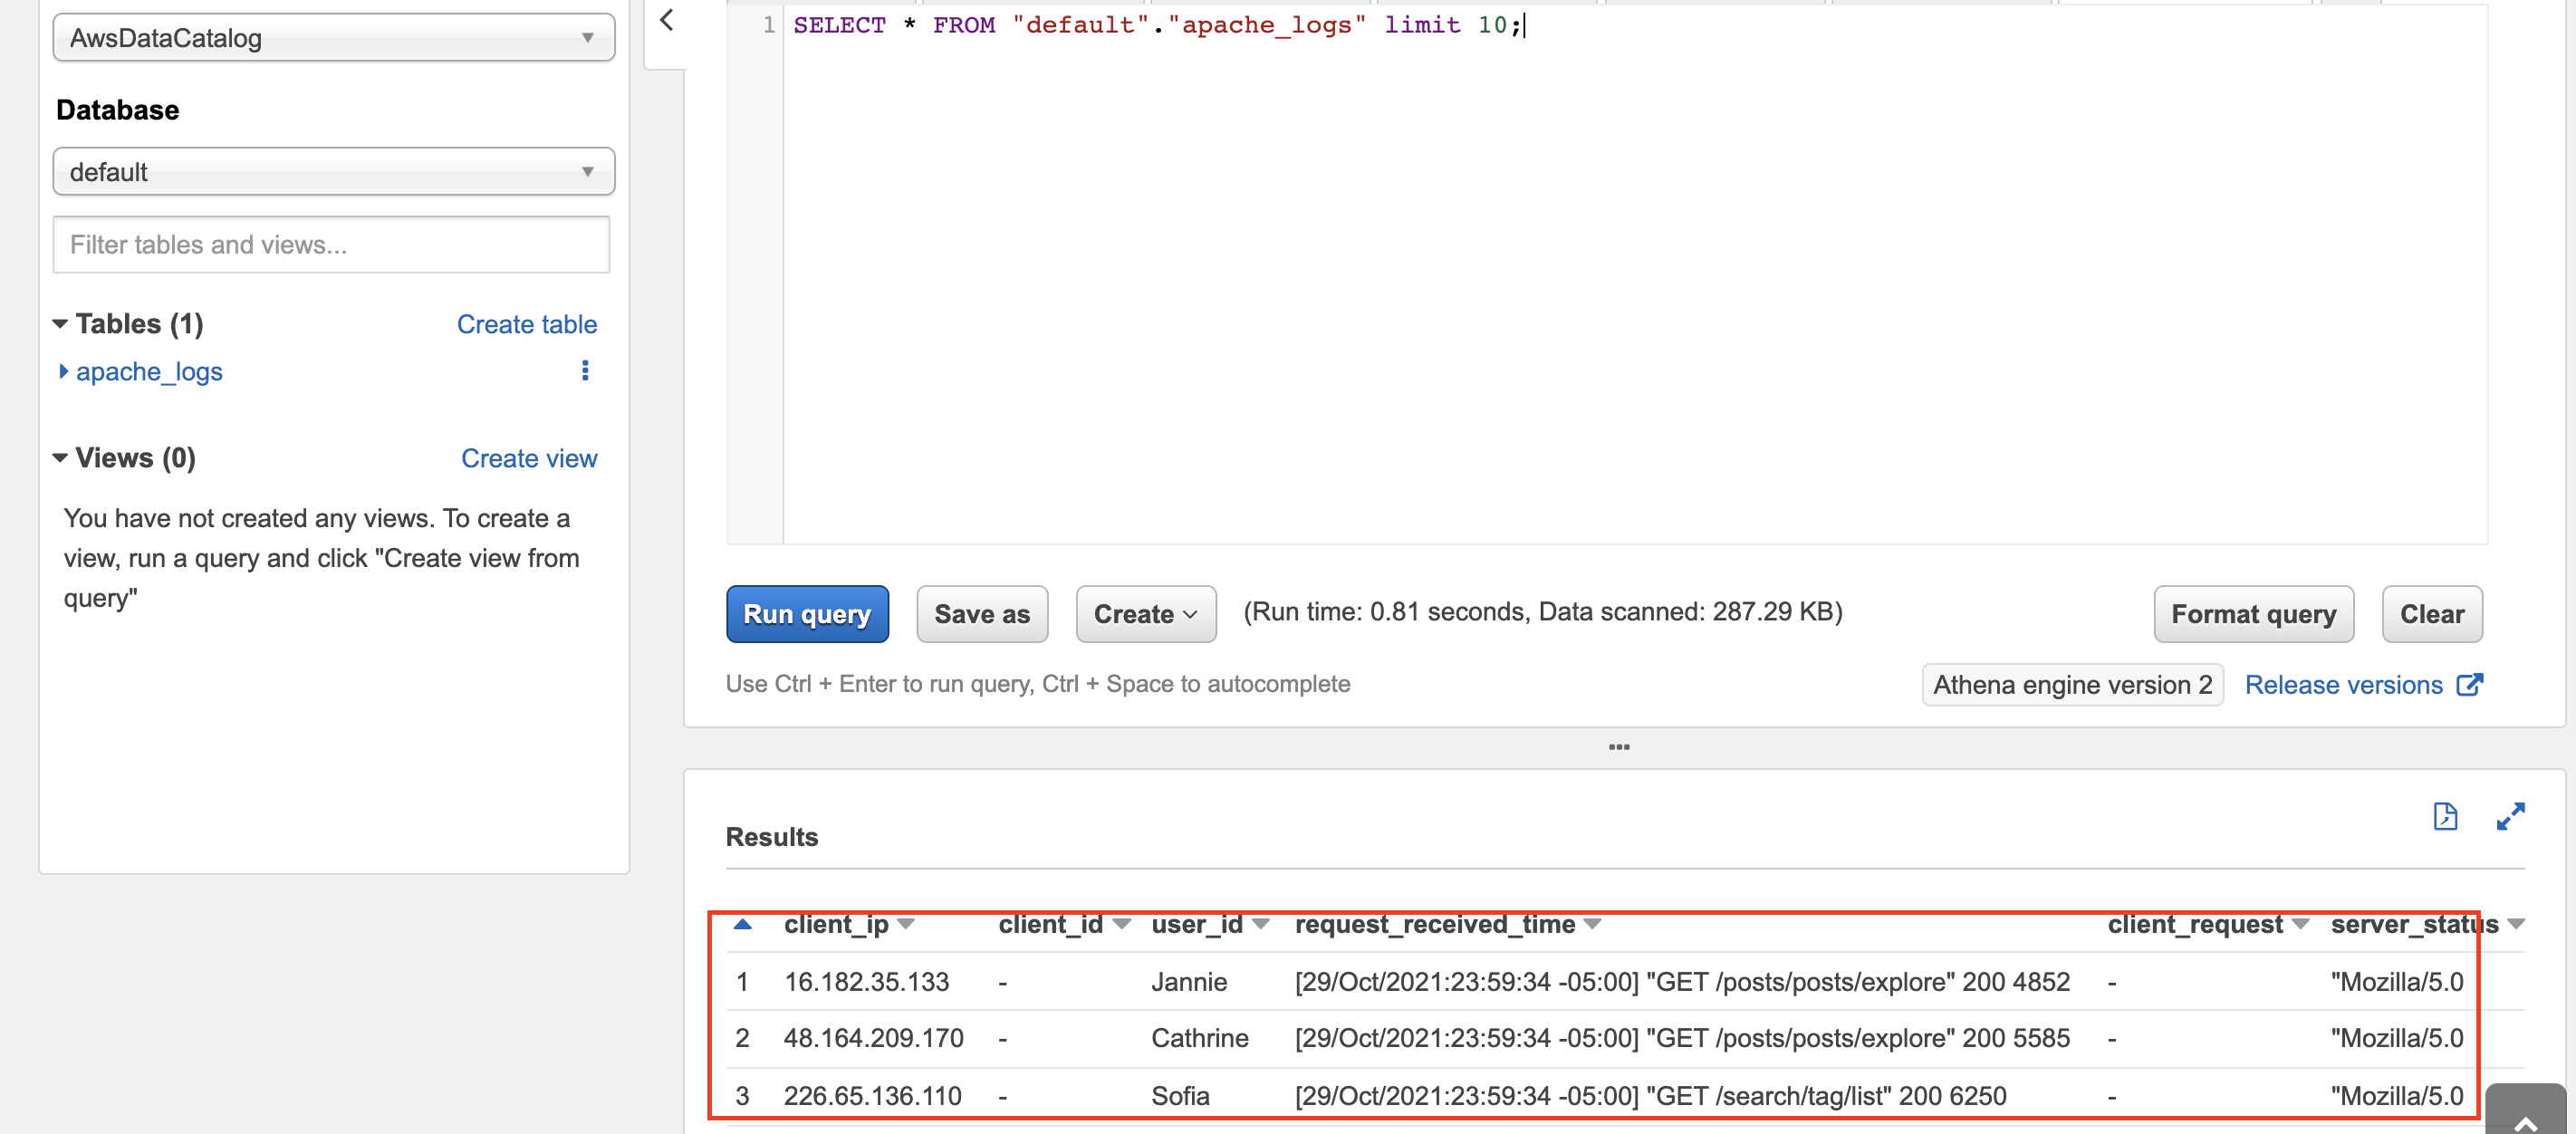 AwsDataCatalog
Database
default
Filter tables and views...
Tables (1) Create table
apache_logs
Views (0) Create view
You have not created any views. To create a
view, run a query and click "Create view from
query"
1 SELECT * FROM "default"."apache_logs" limit 10;
Run query Save as Create (Run time: 0.81 seconds, Data scanned: 287.29 KB) Format query Clear
Use Ctrl + Enter to run query, Ctrl + Space to autocomplete Athena engine version 2 Release versions
Results
client_ip client_id user_id request_received_time client_request server_status
1 16.182.35.133 - Jannie [29/Oct/2021:23:59:34 -05:00] "GET /posts/posts/explore" 200 4852 - "Mozilla/5.0
2 48.164.209.170 - Cathrine [29/Oct/2021:23:59:34 -05:00] "GET /posts/posts/explore" 200 5585 - "Mozilla/5.0
3 226.65.136.110 - Sofia [29/Oct/2021:23:59:34 -05:00] "GET /search/tag/list" 200 6250 - "Mozilla/5.0